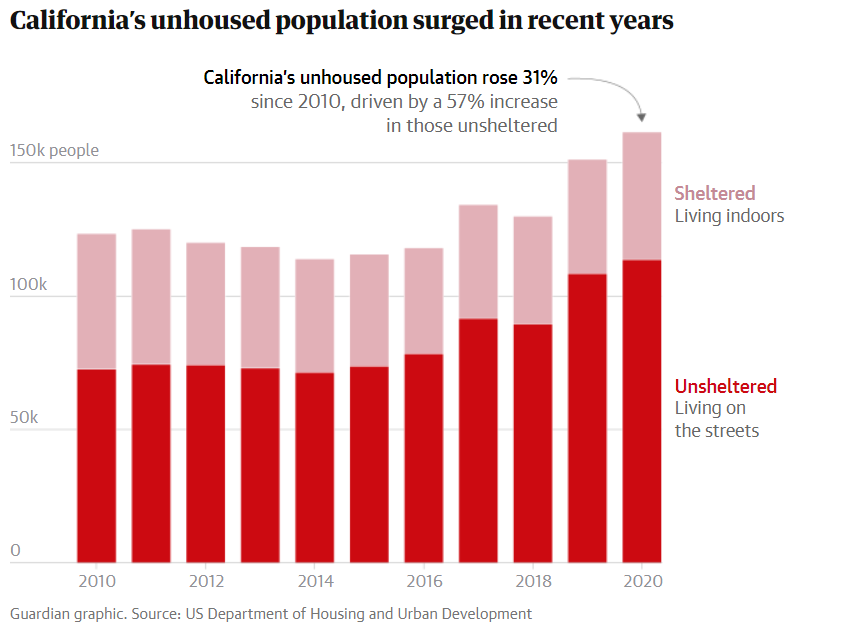 California’s unhoused population surged in recent years
California’s unhoused population rose 31%
since 2010, driven by a 57% increase
in those unsheltered
150k people
Sheltered
Living indoors
100k
Unsheltered
Living on
the streets
50k
0
2010 2012 2014 2016 2018 2020
Guardian graphic. Source: US Department of Housing and Urban Development